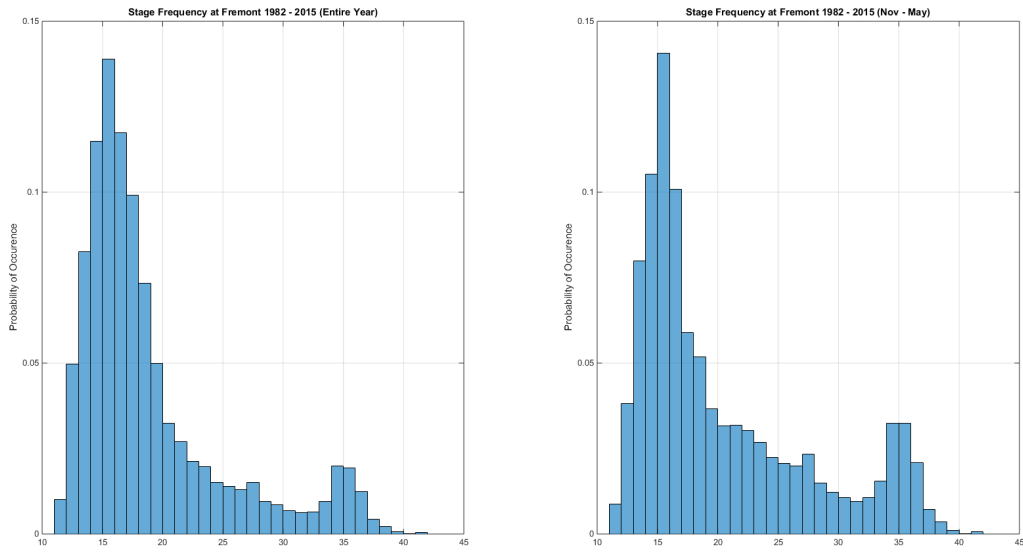 Stage Frequency at Fremont 1982 - 2015 (Entire Year)
0.15
0.1
0.05
0
Probability of Occurence
10 15 20 25 30 35 40 45
Stage Frequency at Fremont 1982 - 2015 (Nov - May)
0.15
0.1
0.05
0
Probability of Occurence
10 15 20 25 30 35 40 45